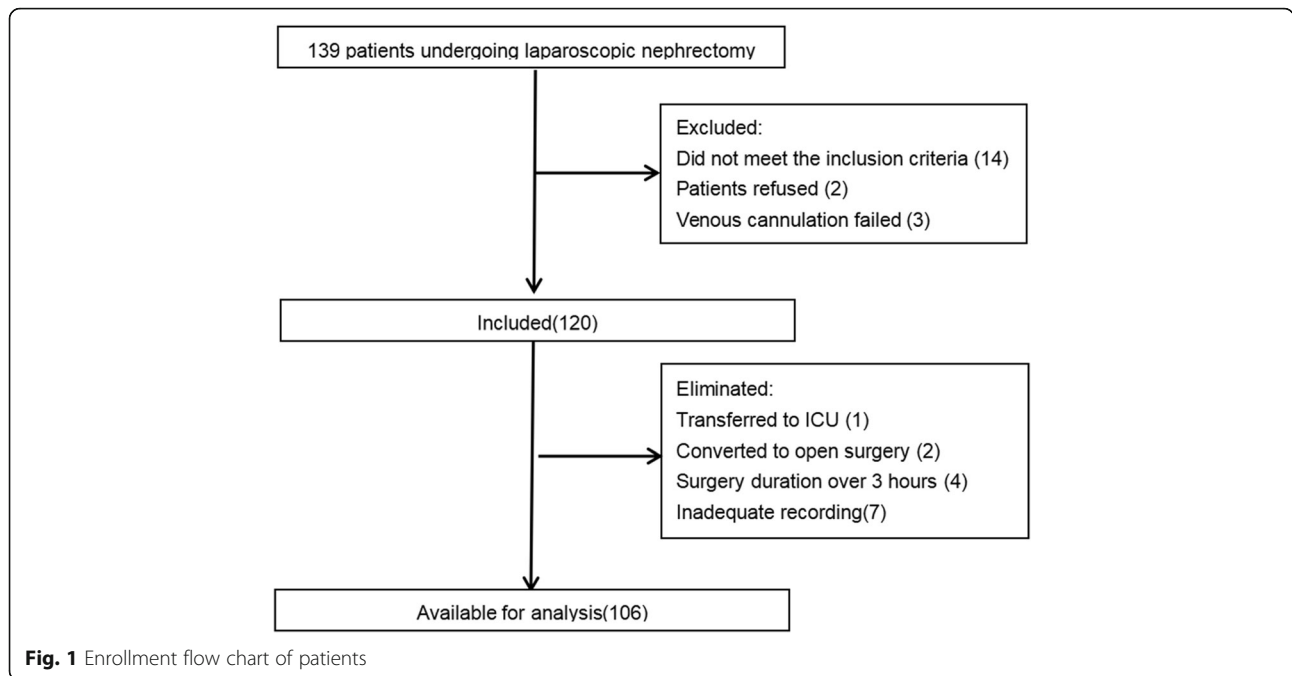 139 patients undergoing laparoscopic nephrectomy
Excluded:
Did not meet the inclusion criteria (14)
Patients refused (2)
Venous cannulation failed (3)
Included(120)
Eliminated:
Transferred to ICU (1)
Converted to open surgery (2)
Surgery duration over 3 hours (4)
Inadequate recording(7)
Available for analysis(106)
Fig. 1 Enrollment flow chart of patients